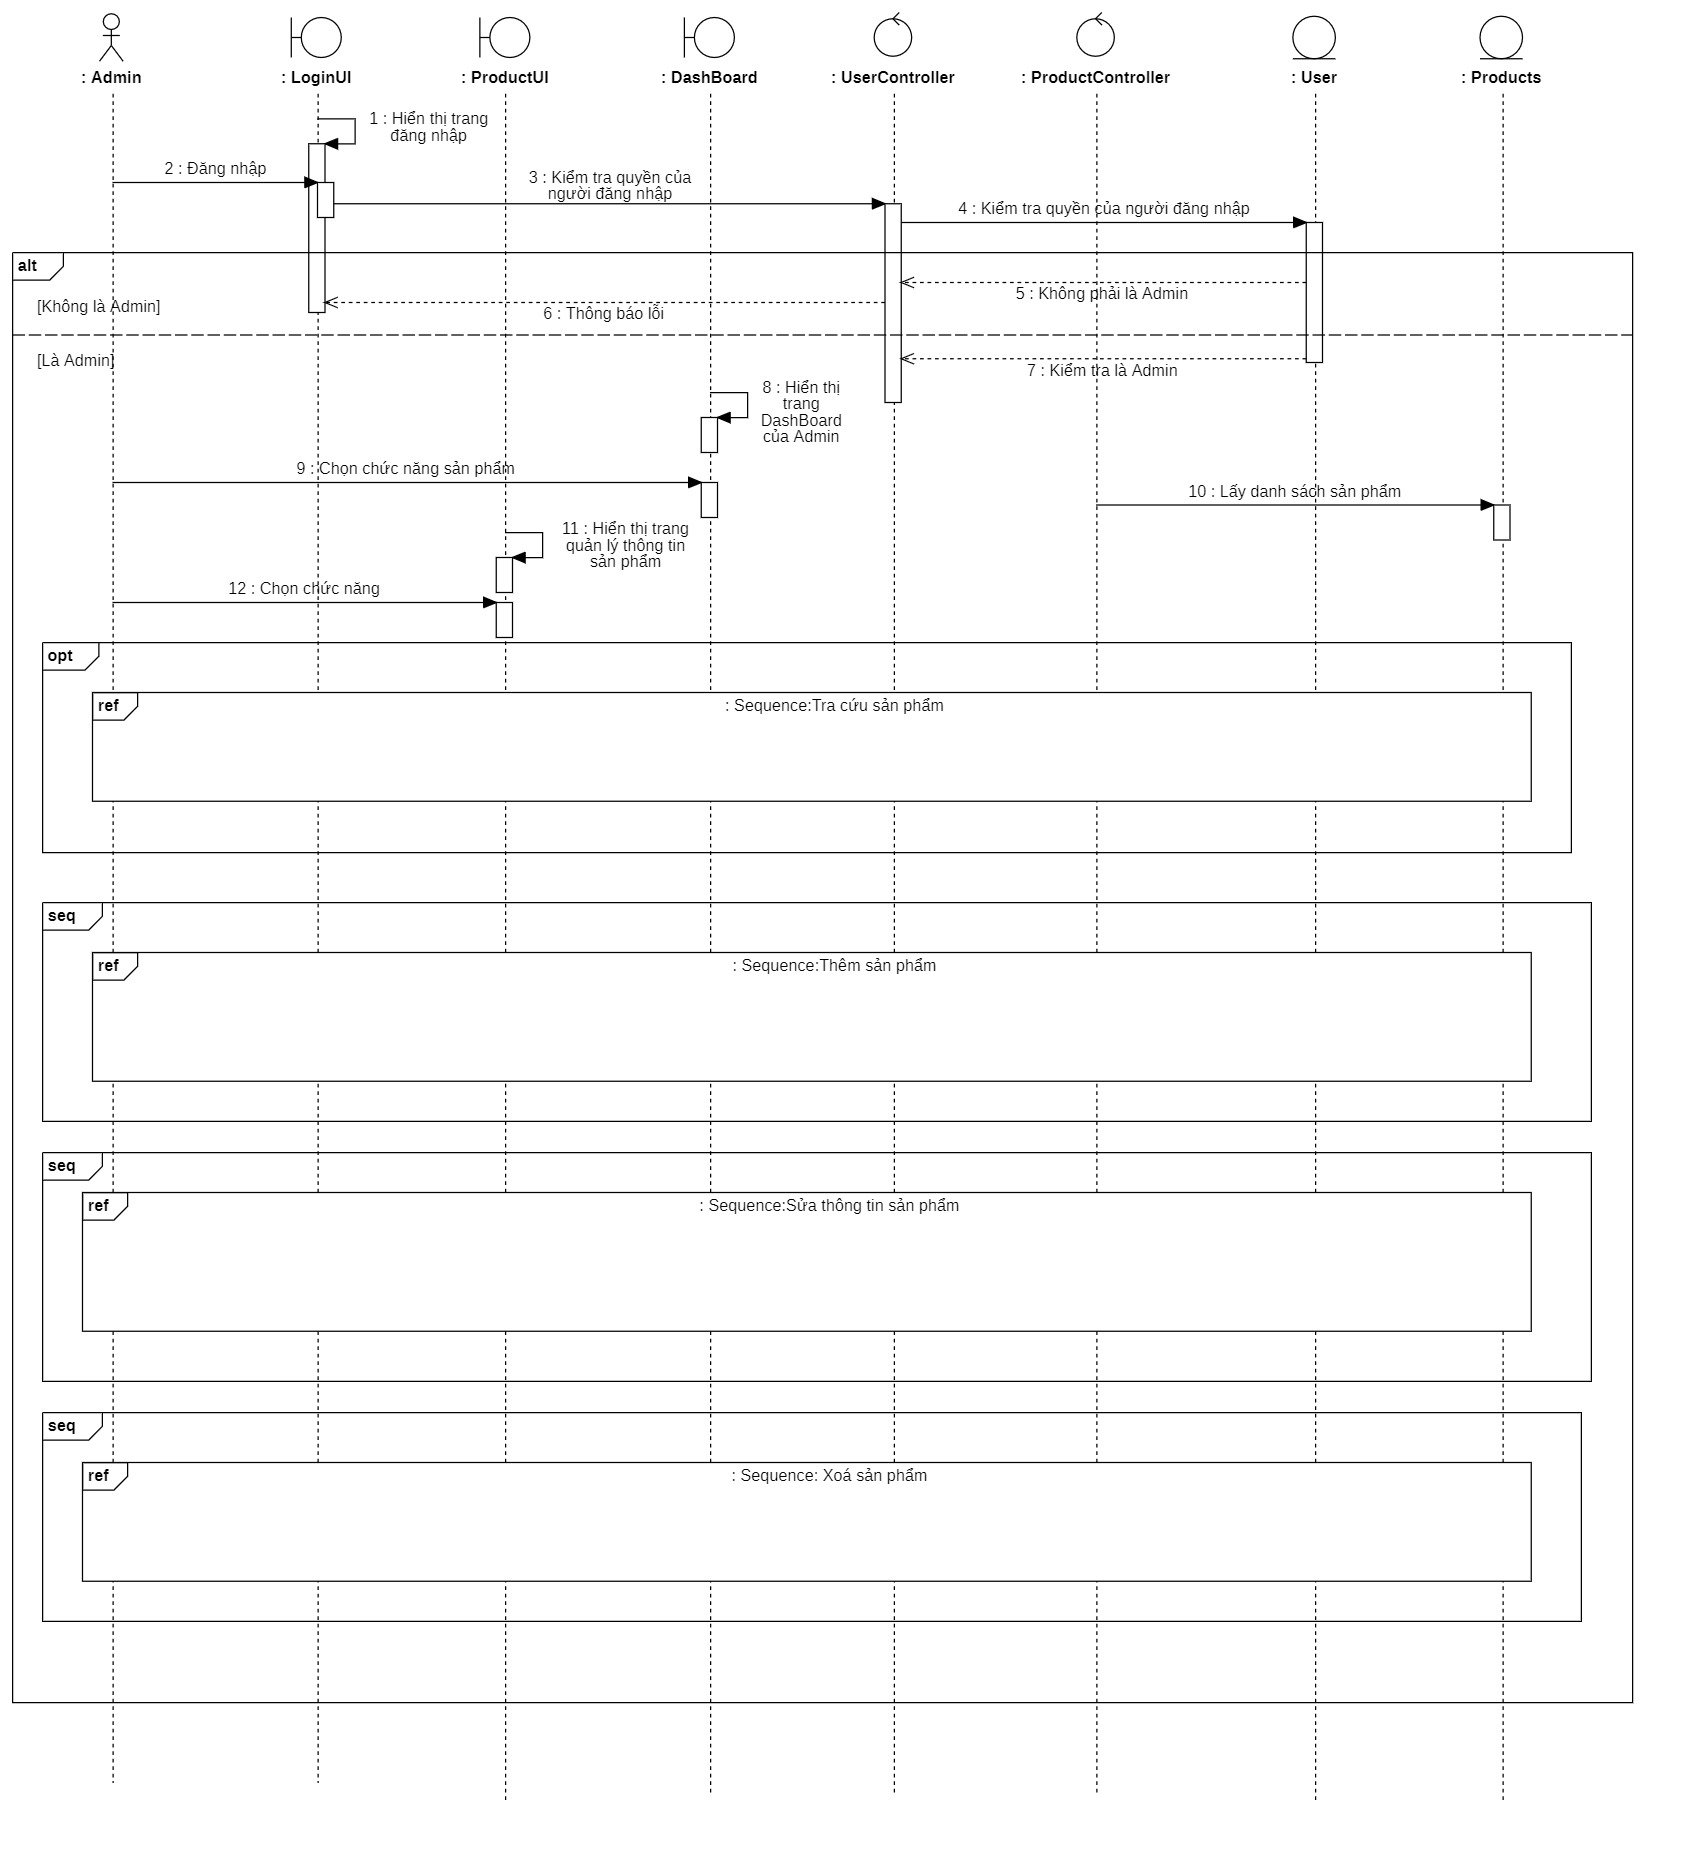 : Admin
: LoginUI
: ProductUI
: DashBoard
: UserController
: ProductController
: User
: Products
1 : Hiển thị trang
đăng nhập
2 : Đăng nhập
3 : Kiểm tra quyền của
người đăng nhập
4 : Kiểm tra quyền của người đăng nhập
alt
[Không là Admin]
5 : Không phải là Admin
6 : Thông báo lỗi
[Là Admin]
7 : Kiểm tra là Admin
8 : Hiển thị
trang
DashBoard
của Admin
9 : Chọn chức năng sản phẩm
10 : Lấy danh sách sản phẩm
11 : Hiển thị trang
quản lý thông tin
sản phẩm
12 : Chọn chức năng
opt
ref
: Sequence:Tra cứu sản phẩm
seq
ref
: Sequence:Thêm sản phẩm
seq
ref
: Sequence:Sửa thông tin sản phẩm
seq
ref
: Sequence: Xoá sản phẩm